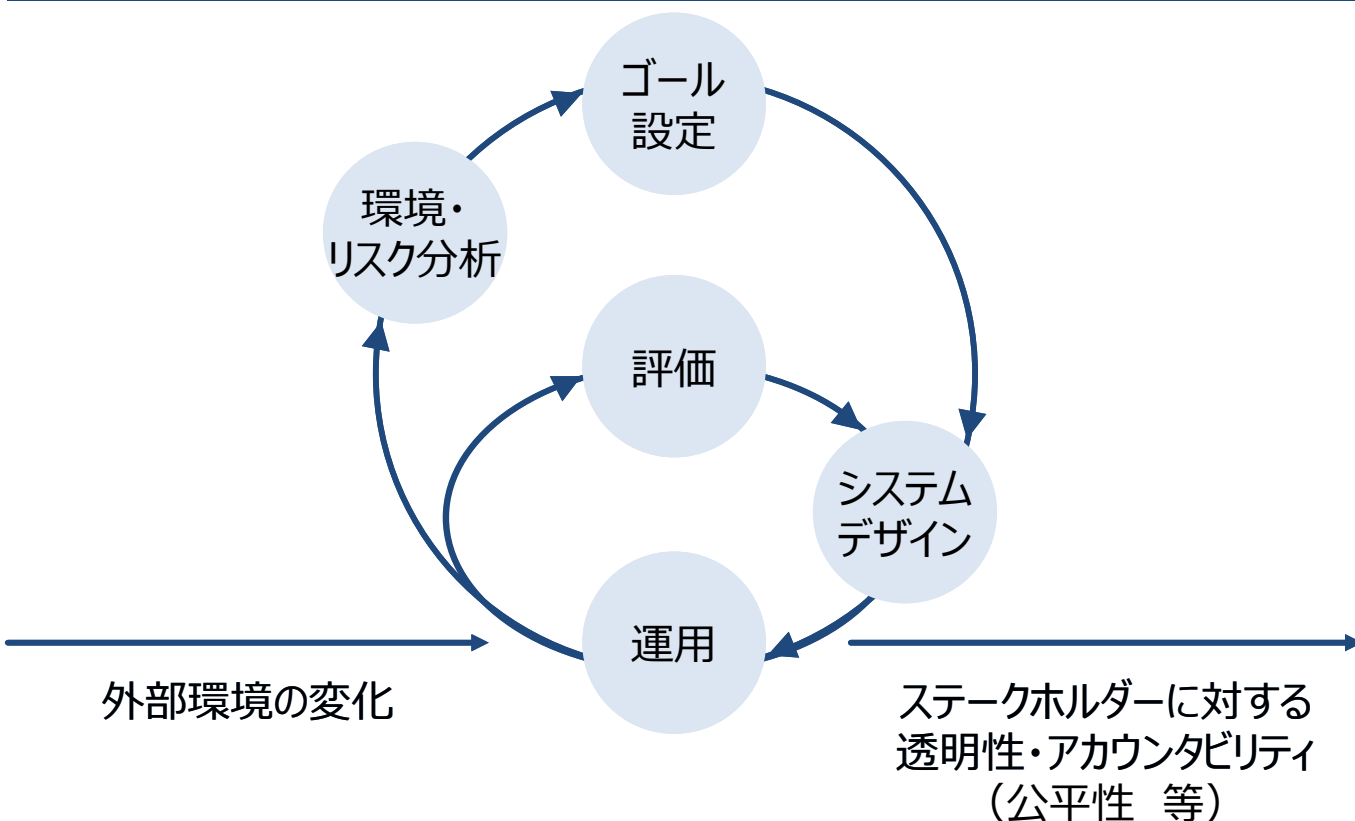 ゴール
設定
環境・
リスク分析
評価
システム
デザイン
運用
外部環境の変化
ステークホルダーに対する
透明性・アカウンタビリティ
（公平性　等）